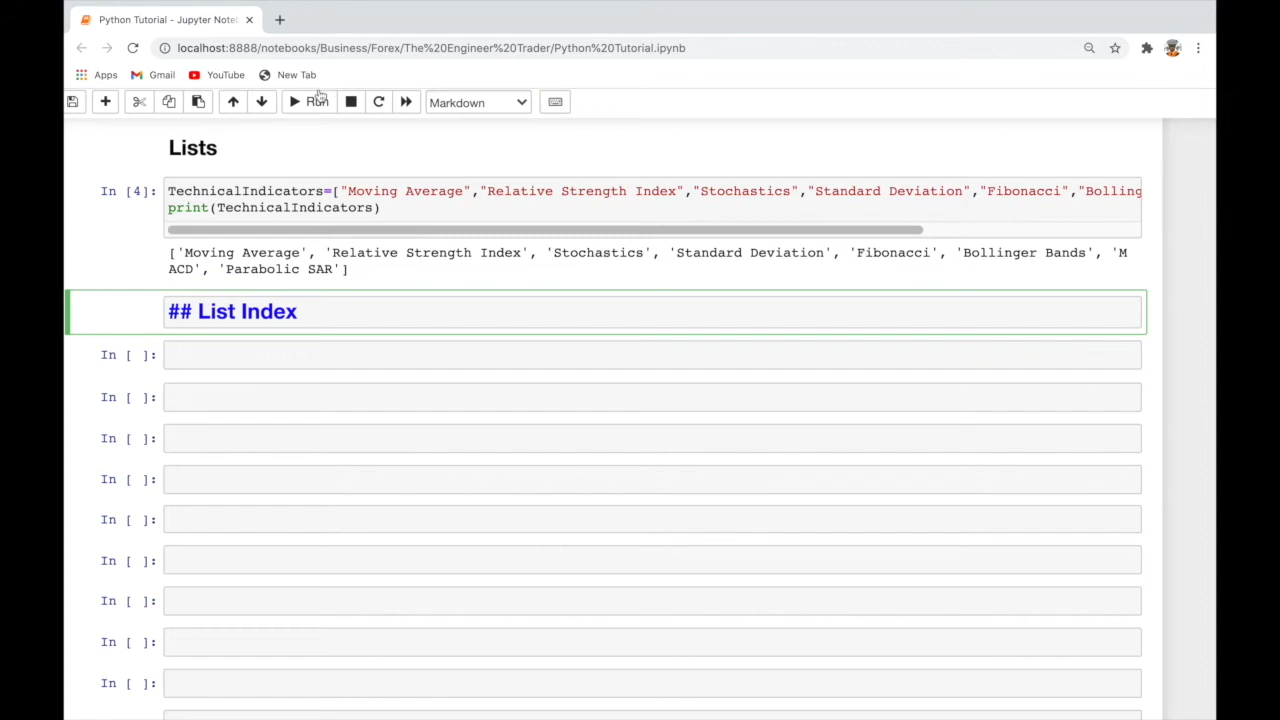 Python Tutorial - Jupyter Note
localhost:8888/notebooks/Business/Forex/The%20Engineer%20Trader/Python%20Tutorial.ipynb
Apps Gmail YouTube New Tab
Run Markdown
Lists
In [4]: TechnicalIndicators=["Moving Average","Relative Strength Index","Stochastics","Standard Deviation","Fibonacci","Bolling
print(TechnicalIndicators)
['Moving Average', 'Relative Strength Index', 'Stochastics', 'Standard Deviation', 'Fibonacci', 'Bollinger Bands', 'M
ACD', 'Parabolic SAR']
## List Index
In [ ]:
In [ ]:
In [ ]:
In [ ]:
In [ ]:
In [ ]:
In [ ]:
In [ ]:
In [ ]: